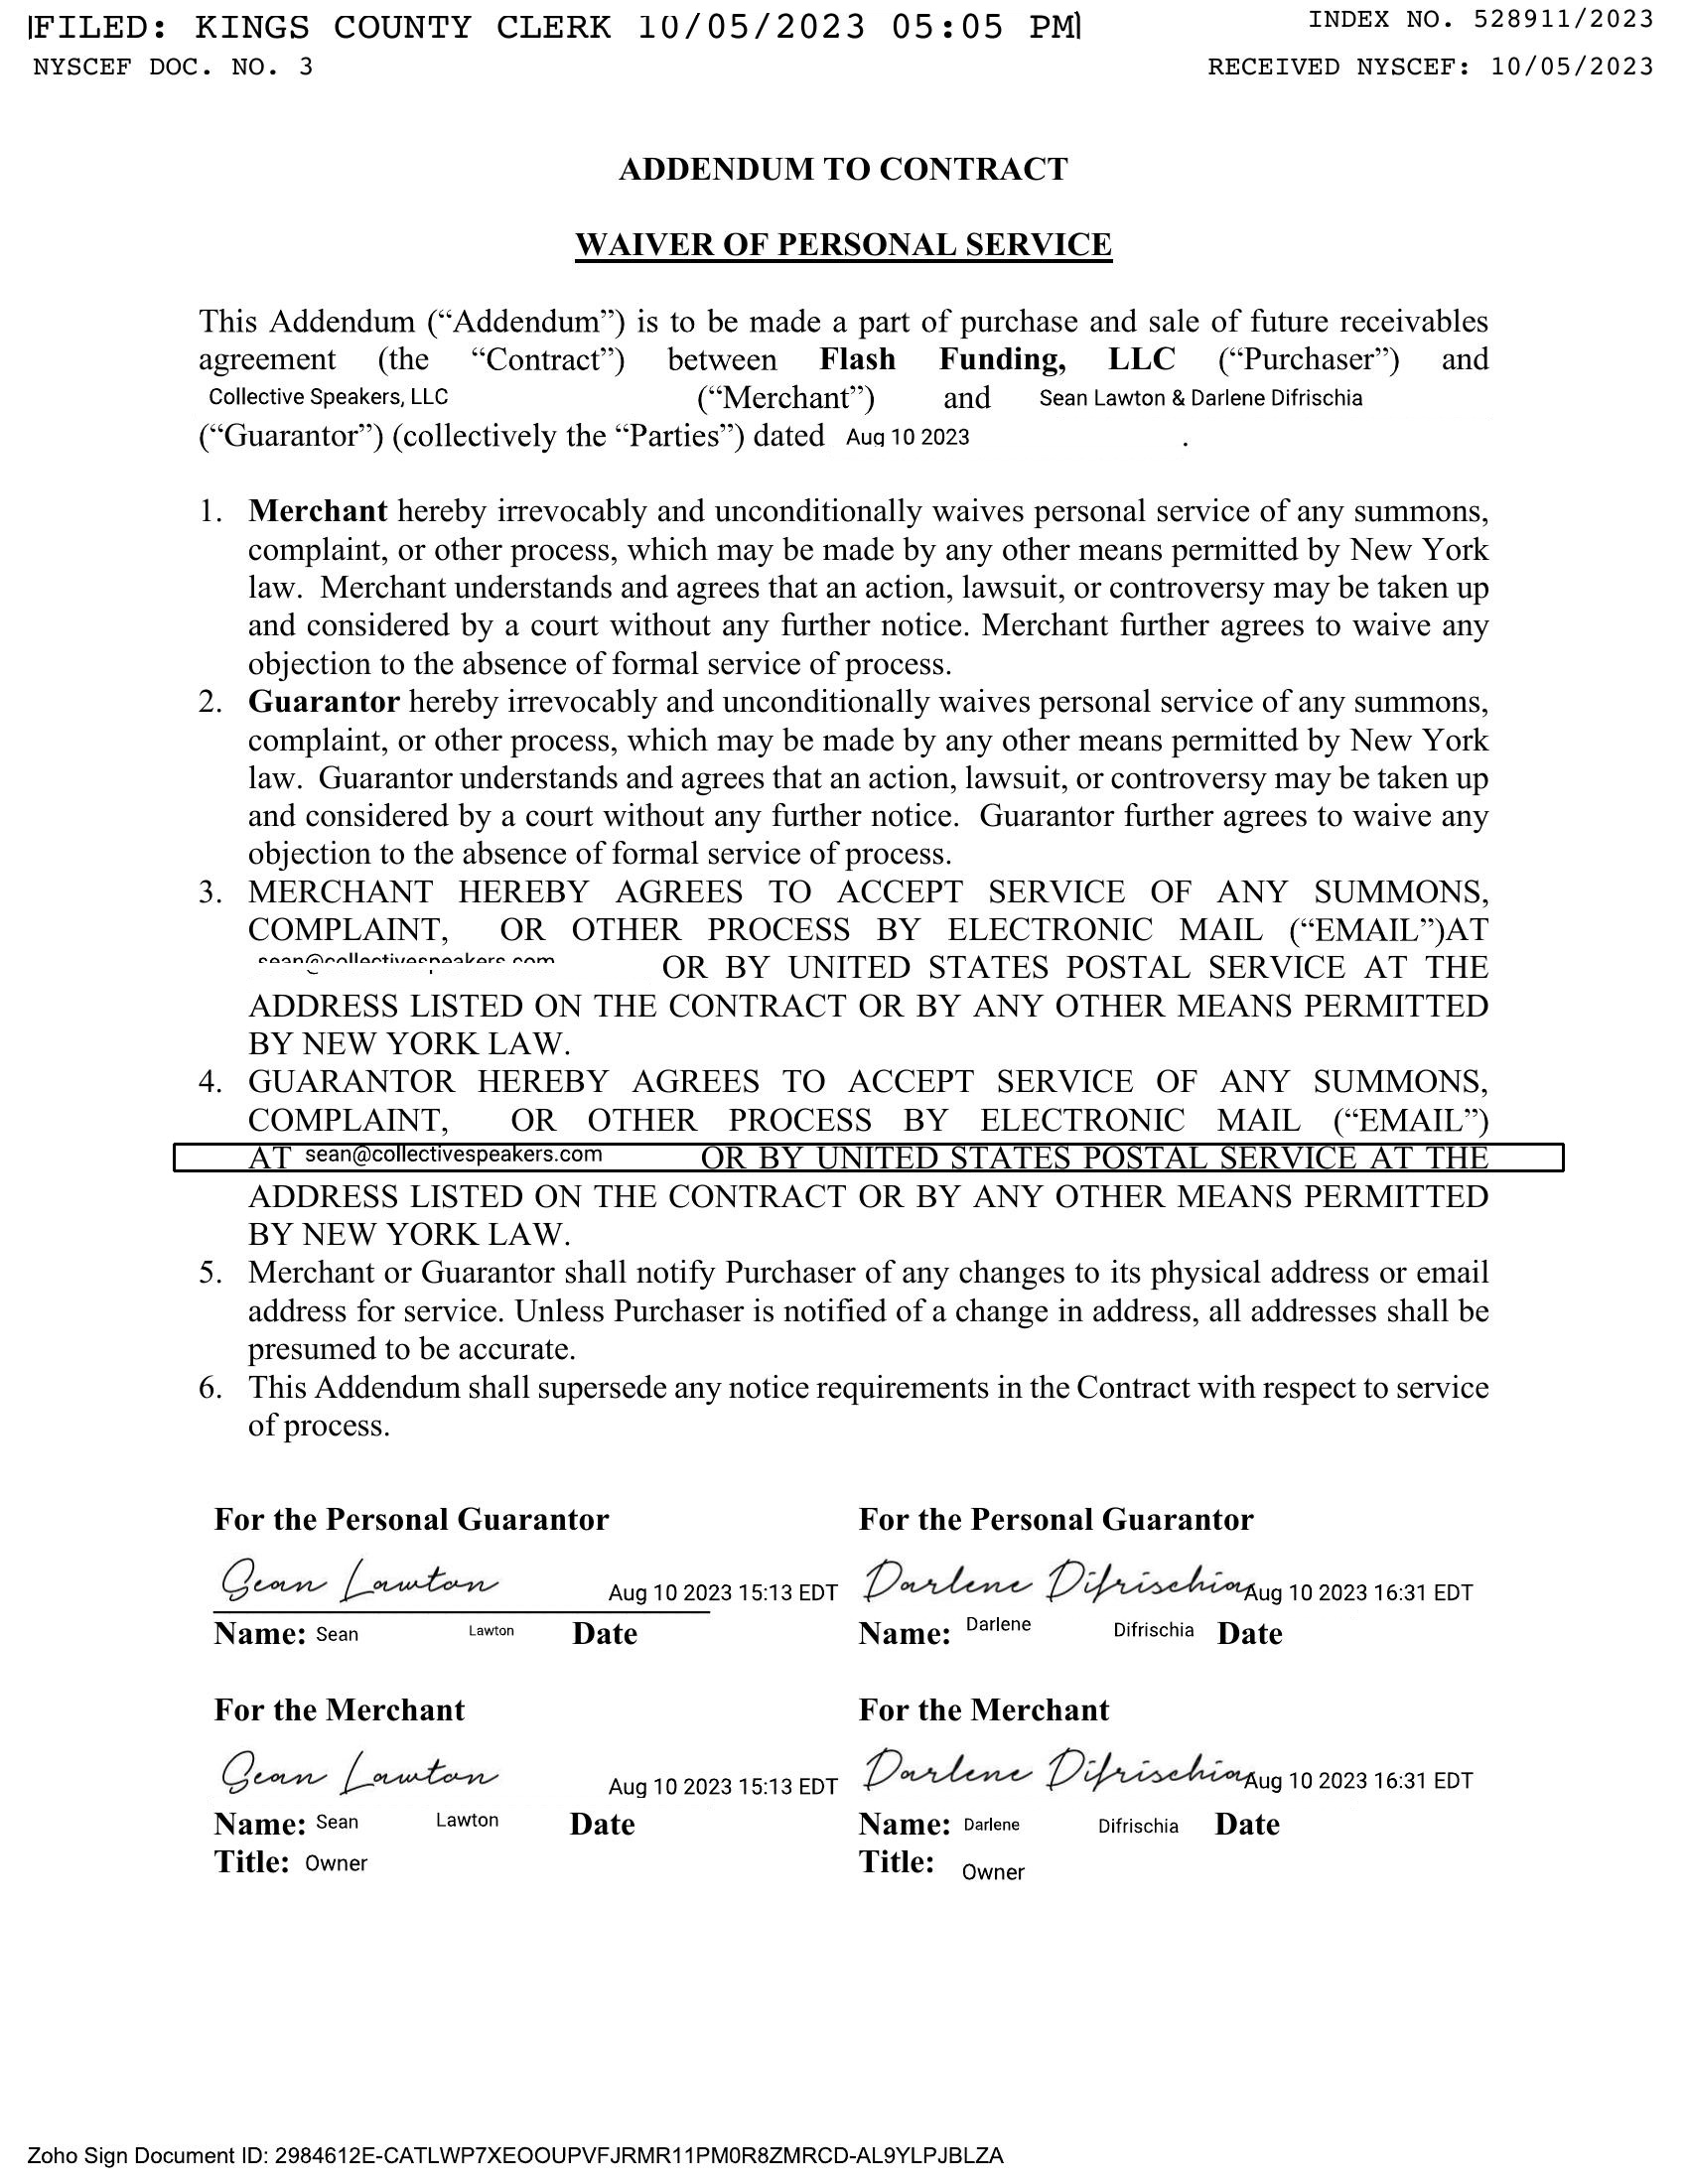 FILED: KINGS COUNTY CLERK 10/05/2023 05:05 PM
INDEX NO. 528911/2023
NYSCEF DOC. NO. 3
RECEIVED NYSCEF: 10/05/2023
ADDENDUM TO CONTRACT
WAIVER OF PERSONAL SERVICE
This Addendum (“Addendum”) is to be made a part of purchase and sale of future receivables
agreement (the “Contract”) between Flash Funding, LLC (“Purchaser”) and
Collective Speakers, LLC (“Merchant”) and Sean Lawton & Darlene Difrischia
(“Guarantor”) (collectively the “Parties”) dated Aug 10 2023 .
1. Merchant hereby irrevocably and unconditionally waives personal service of any summons,
complaint, or other process, which may be made by any other means permitted by New York
law. Merchant understands and agrees that an action, lawsuit, or controversy may be taken up
and considered by a court without any further notice. Merchant further agrees to waive any
objection to the absence of formal service of process.
2. Guarantor hereby irrevocably and unconditionally waives personal service of any summons,
complaint, or other process, which may be made by any other means permitted by New York
law. Guarantor understands and agrees that an action, lawsuit, or controversy may be taken up
and considered by a court without any further notice. Guarantor further agrees to waive any
objection to the absence of formal service of process.
3. MERCHANT HEREBY AGREES TO ACCEPT SERVICE OF ANY SUMMONS,
COMPLAINT, OR OTHER PROCESS BY ELECTRONIC MAIL (“EMAIL”)AT
sean@collectivespeakers.com OR BY UNITED STATES POSTAL SERVICE AT THE
ADDRESS LISTED ON THE CONTRACT OR BY ANY OTHER MEANS PERMITTED
BY NEW YORK LAW.
4. GUARANTOR HEREBY AGREES TO ACCEPT SERVICE OF ANY SUMMONS,
COMPLAINT, OR OTHER PROCESS BY ELECTRONIC MAIL (“EMAIL”)
AT sean@collectivespeakers.com OR BY UNITED STATES POSTAL SERVICE AT THE
ADDRESS LISTED ON THE CONTRACT OR BY ANY OTHER MEANS PERMITTED
BY NEW YORK LAW.
5. Merchant or Guarantor shall notify Purchaser of any changes to its physical address or email
address for service. Unless Purchaser is notified of a change in address, all addresses shall be
presumed to be accurate.
6. This Addendum shall supersede any notice requirements in the Contract with respect to service
of process.
For the Personal Guarantor For the Personal Guarantor
Sean Lawton Aug 10 2023 15:13 EDT Darlene Difrischia Aug 10 2023 16:31 EDT
Name: Sean Lawton Date Name: Darlene Difrischia Date
For the Merchant For the Merchant
Sean Lawton Aug 10 2023 15:13 EDT Darlene Difrischia Aug 10 2023 16:31 EDT
Name: Sean Lawton Date Name: Darlene Difrischia Date
Title: Owner Title: Owner
Zoho Sign Document ID: 2984612E-CATLWP7XEOOUPVFJRMR11PM0R8ZMRCD-AL9YLPJBLZA